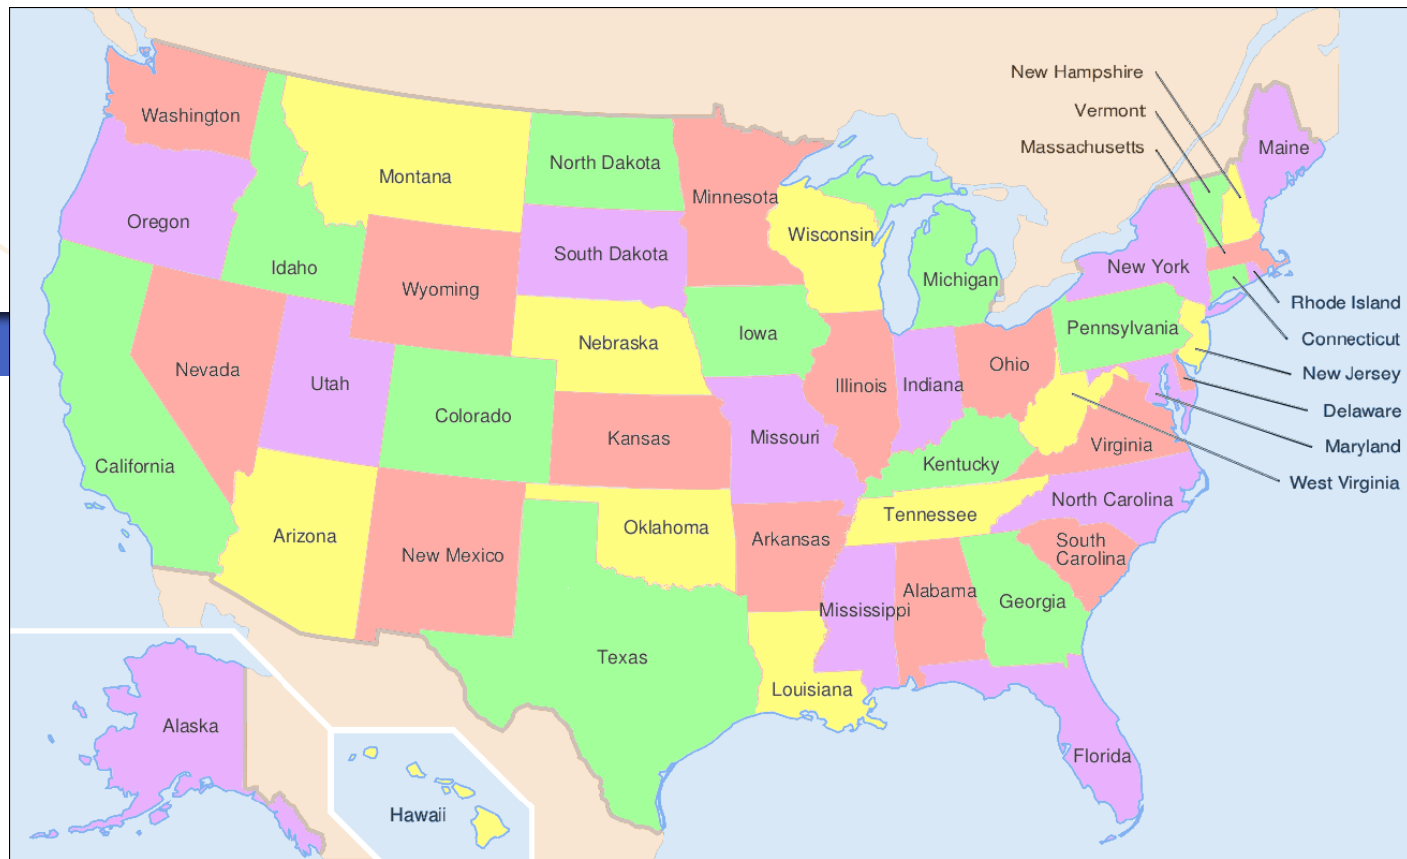 New Hampshire
Vermont
Massachusetts
Washington
Maine
North Dakota
Montana
Minnesota
Oregon
Wisconsin
South Dakota
Idaho
New York
Michigan
Wyoming
Rhode Island
Pennsylvania
Iowa
Connecticut
Nebraska
Ohio
Nevada
New Jersey
Utah
Illinois
Indiana
Delaware
Colorado
Kansas
Missouri
Virginia
Maryland
California
Kentucky
West Virginia
North Carolina
Tennessee
Oklahoma
Arizona
Arkansas
South
Carolina
New Mexico
Alabama
Georgia
Mississippi
Texas
Louisiana
Alaska
Florida
Hawaii